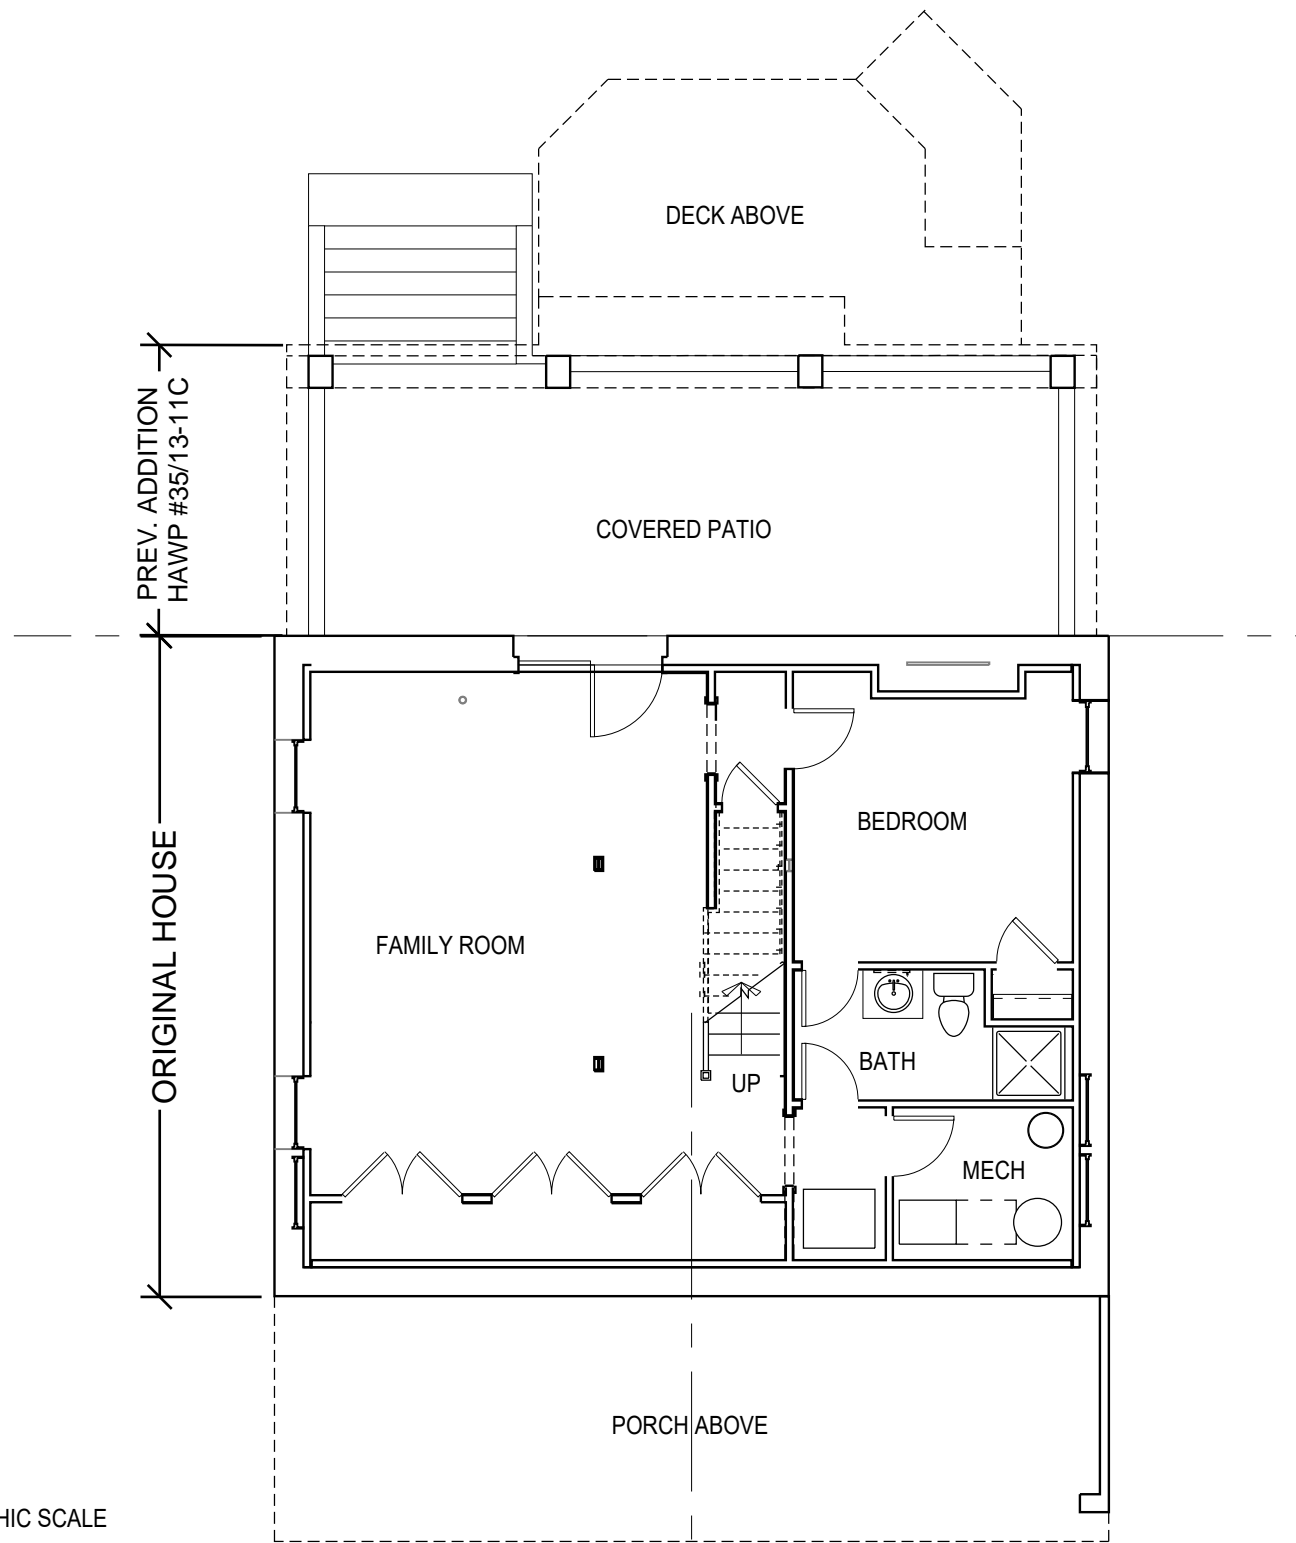 DECK ABOVE
PREV. ADDITION
HAWP #35/13-11C
COVERED PATIO
BEDROOM
ORIGINAL HOUSE
FAMILY ROOM
BATH
UP
MECH
PORCH ABOVE
HIC SCALE